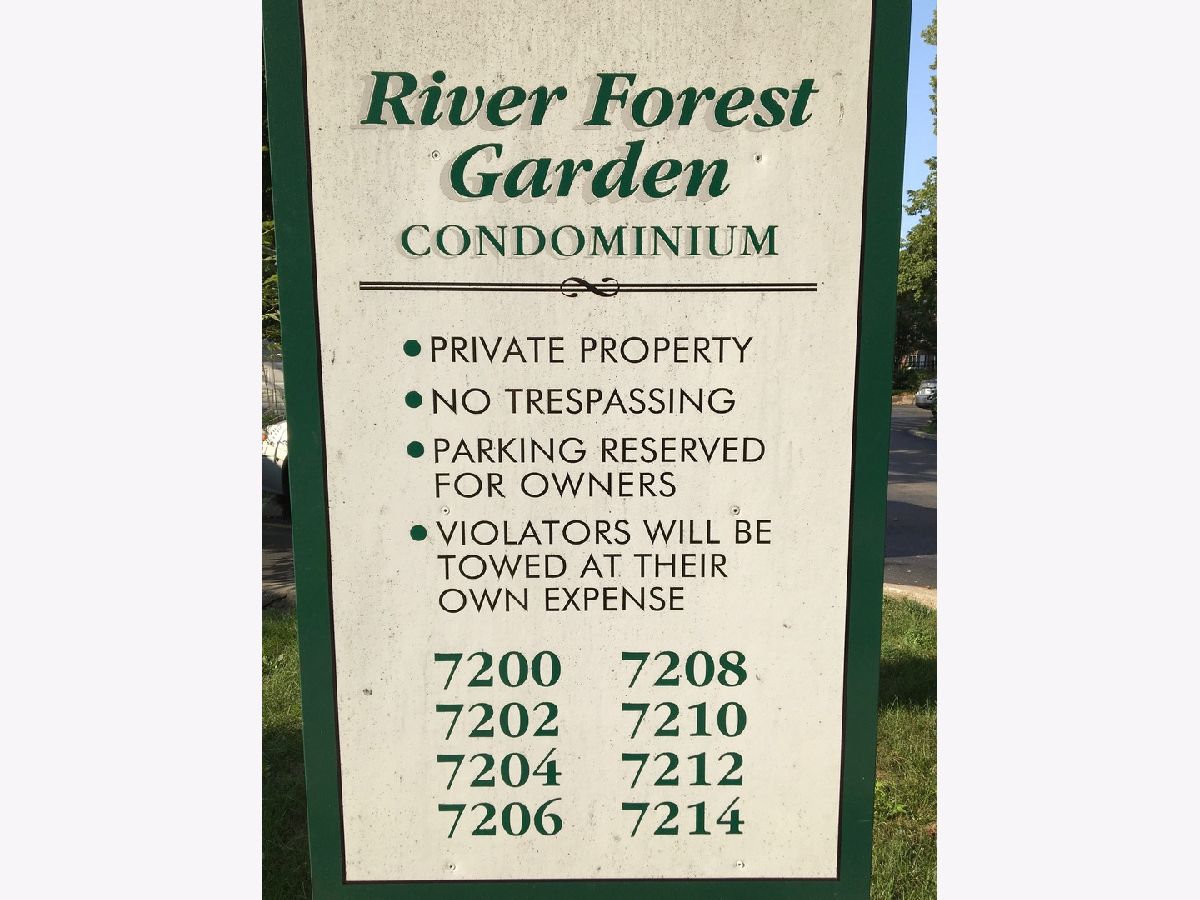 River Forest
Garden
CONDOMINIUM
• PRIVATE PROPERTY
• NO TRESPASSING
• PARKING RESERVED
FOR OWNERS
• VIOLATORS WILL BE
TOWED AT THEIR
OWN EXPENSE
7200 7208
7202 7210
7204 7212
7206 7214